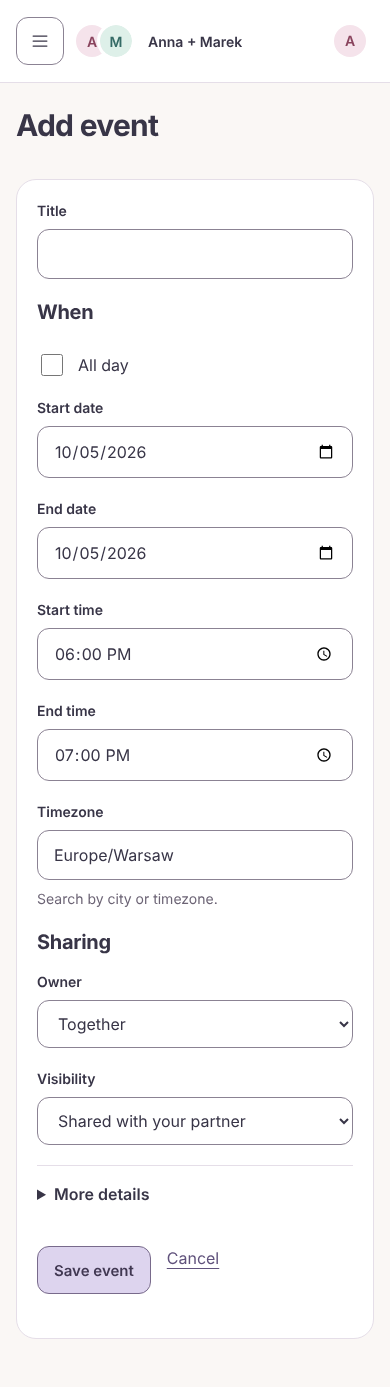 A M Anna + Marek A
Add event
Title
When
All day
Start date
10/05/2026
End date
10/05/2026
Start time
06:00 PM
End time
07:00 PM
Timezone
Europe/Warsaw
Search by city or timezone.
Sharing
Owner
Together
Visibility
Shared with your partner
More details
Save event Cancel